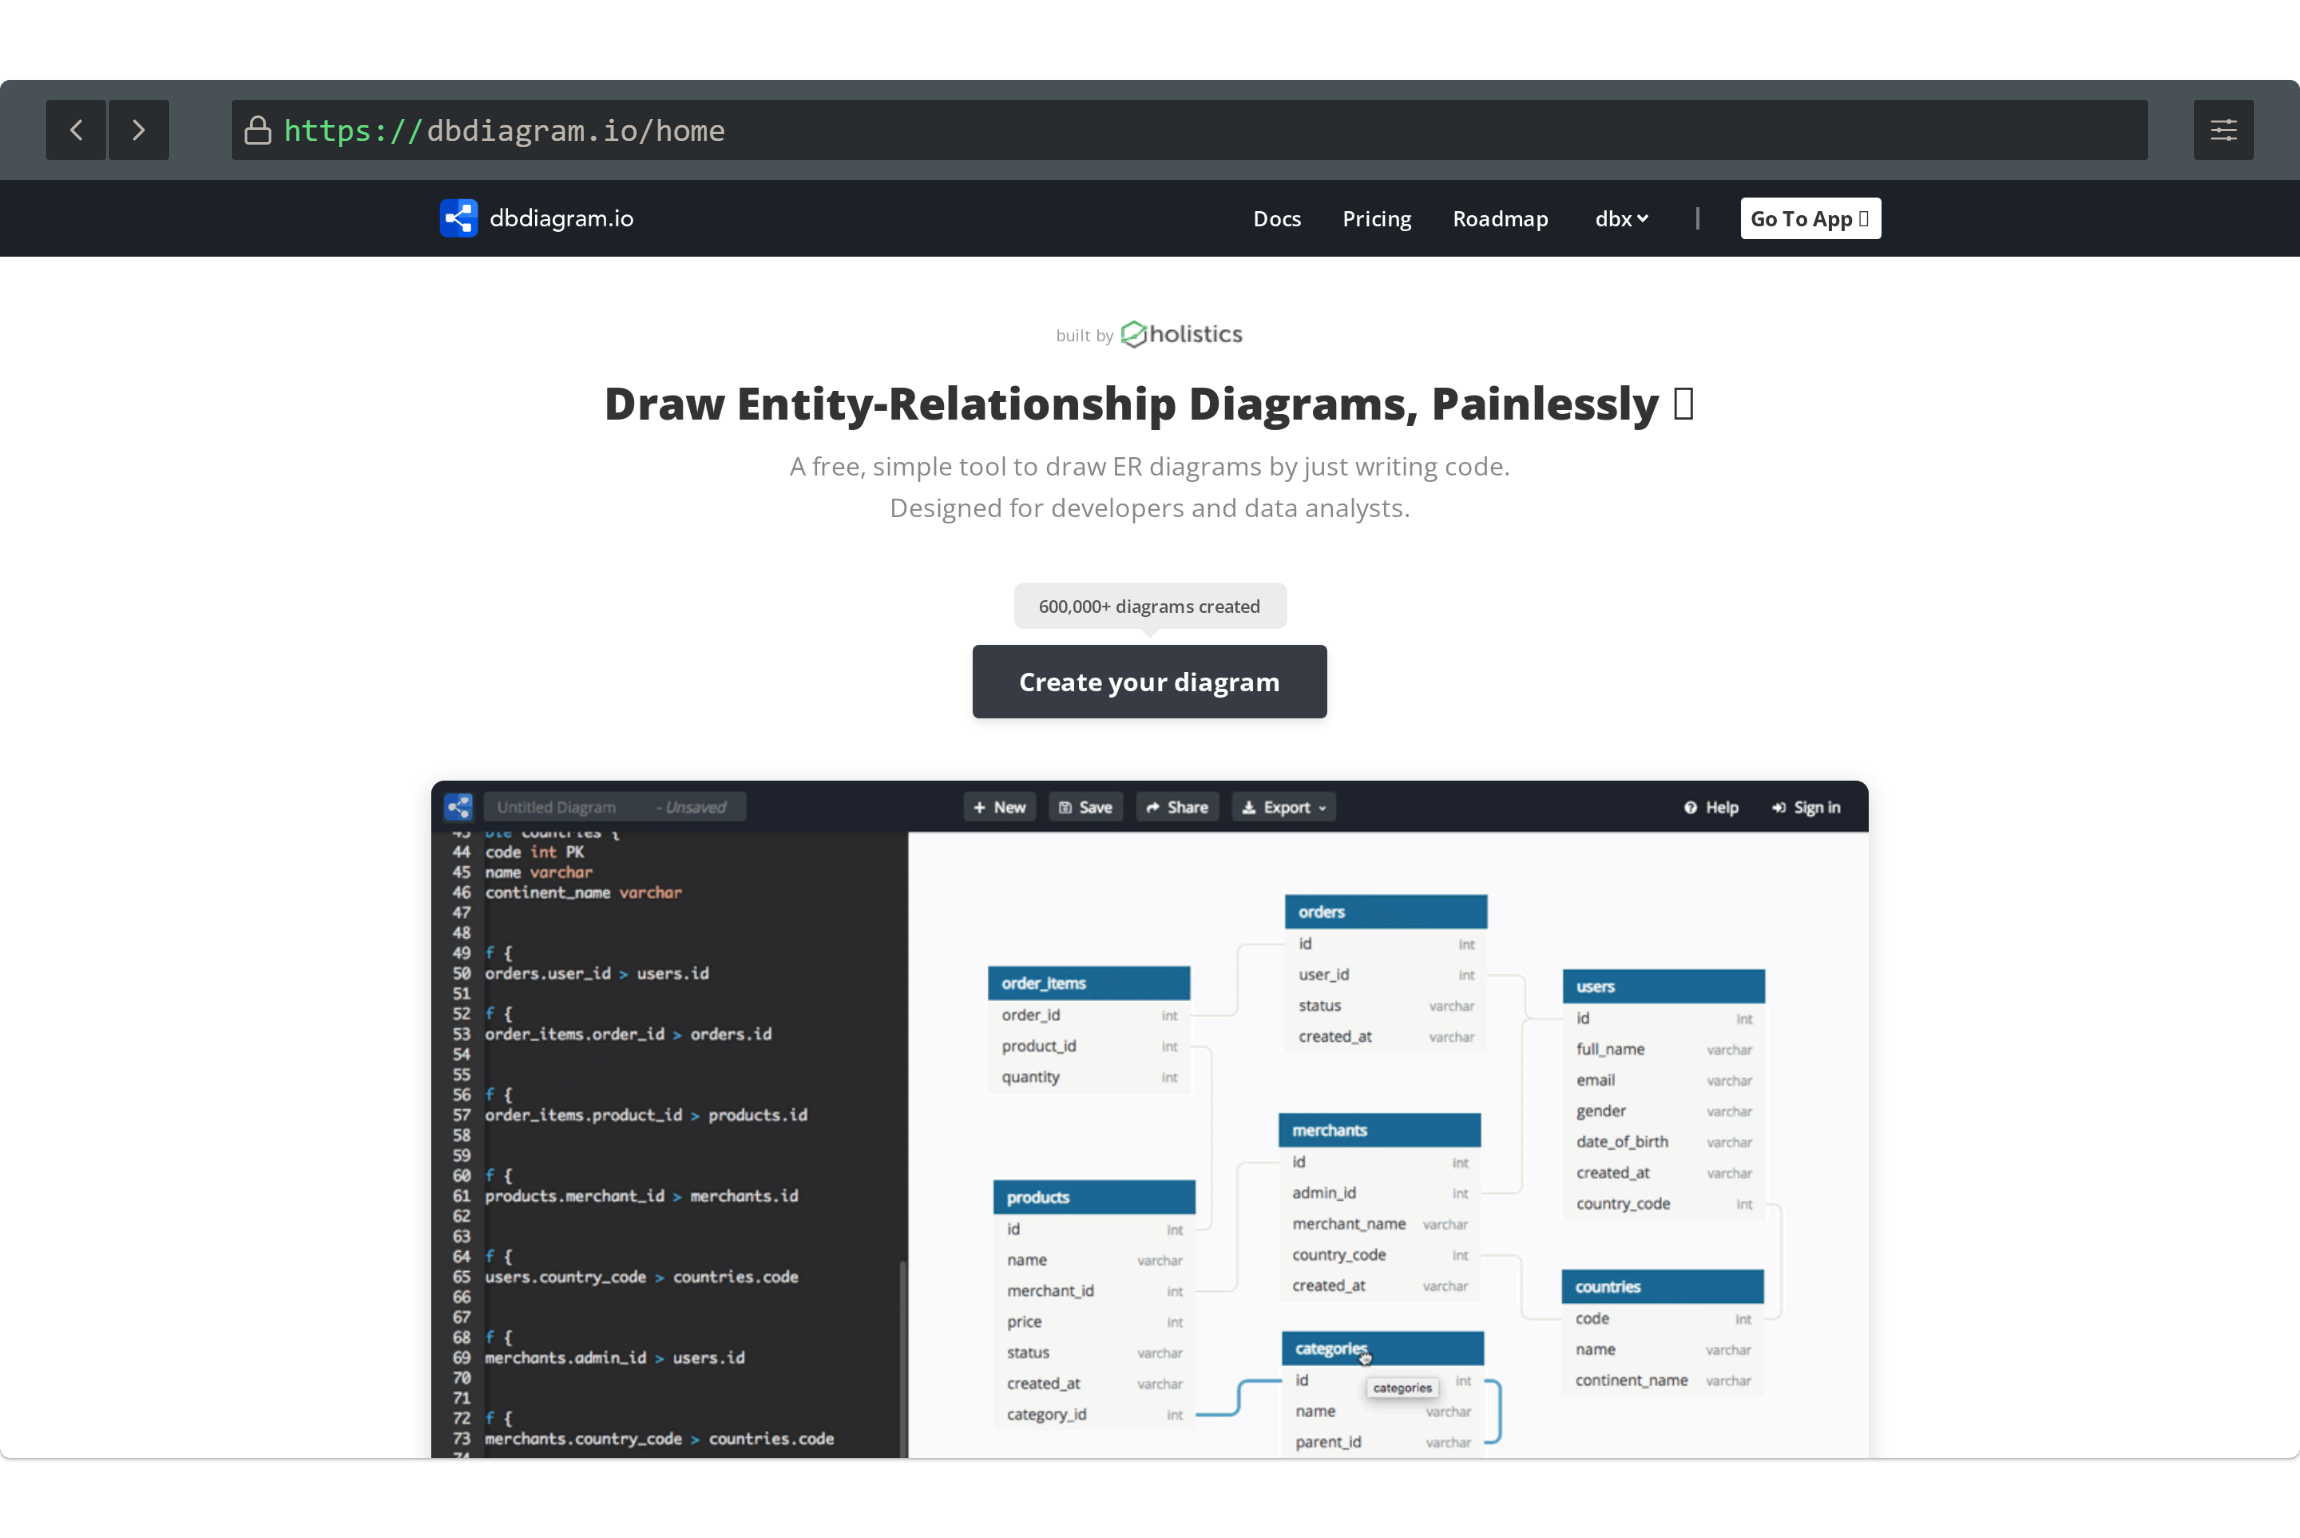 https://dbdiagram.io/home
dbdiagram.io
Docs
Pricing
Roadmap
dbx
|
Go To App
built by holistics
Draw Entity-Relationship Diagrams, Painlessly
A free, simple tool to draw ER diagrams by just writing code.
Designed for developers and data analysts.
600,000+ diagrams created
Create your diagram
Untitled Diagram - Unsaved
+ New
Save
Share
Export
Help
Sign in
43 ble countries {
44 code int PK
45 name varchar
46 continent_name varchar
47
48
49 f {
50 orders.user_id > users.id
51
52 f {
53 order_items.order_id > orders.id
54
55
56 f {
57 order_items.product_id > products.id
58
59
60 f {
61 products.merchant_id > merchants.id
62
63
64 f {
65 users.country_code > countries.code
66
67
68 f {
69 merchants.admin_id > users.id
70
71
72 f {
73 merchants.country_code > countries.code
74
order_items
order_id int
product_id int
quantity int
products
id int
name varchar
merchant_id int
price int
status varchar
created_at varchar
category_id int
orders
id int
user_id int
status varchar
created_at varchar
merchants
id int
admin_id int
merchant_name varchar
country_code int
created_at varchar
categories
id int
categories
name varchar
parent_id varchar
users
id int
full_name varchar
email varchar
gender varchar
date_of_birth varchar
created_at varchar
country_code int
countries
code int
name varchar
continent_name varchar